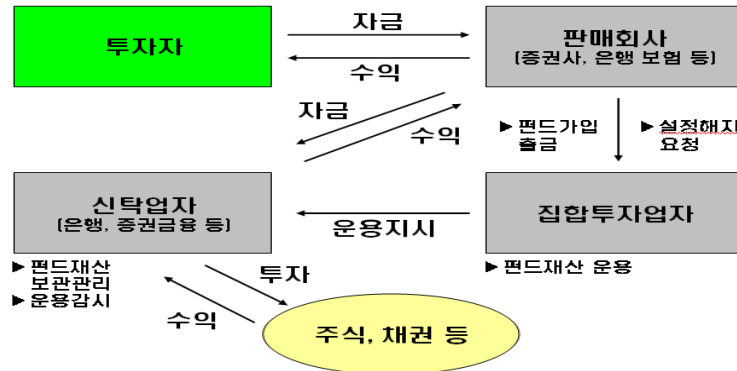 투자자
자금
수익
판매회사
(증권사, 은행 보험 등)
자금
수익
▶ 펀드가입
출금
▶ 설정해지
요청
신탁업자
(은행, 증권금융 등)
운용지시
집합투자업자
▶ 펀드재산
보관관리
▶ 운용감시
▶ 펀드재산 운용
투자
수익
주식, 채권 등